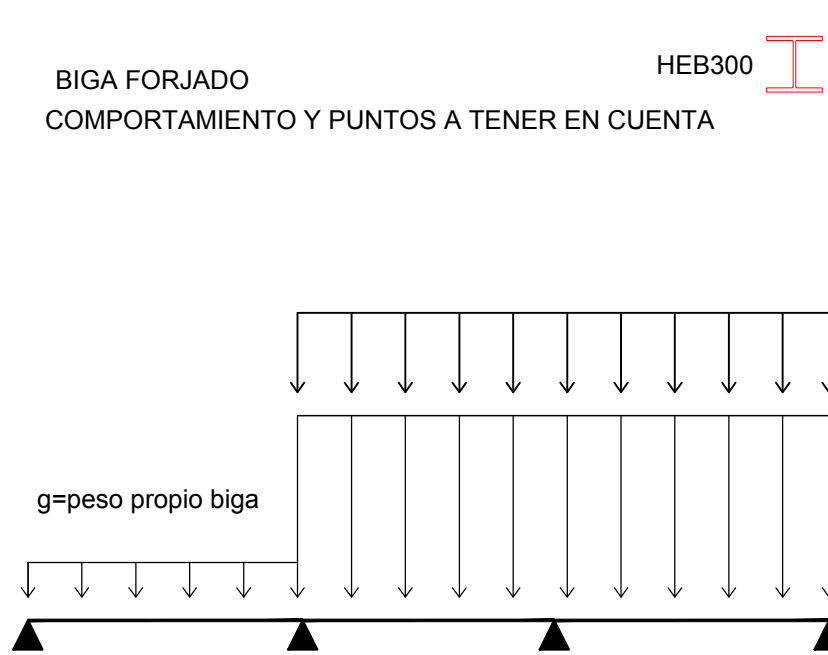 HEB300
BIGA FORJADO
COMPORTAMIENTO Y PUNTOS A TENER EN CUENTA
g=peso propio biga